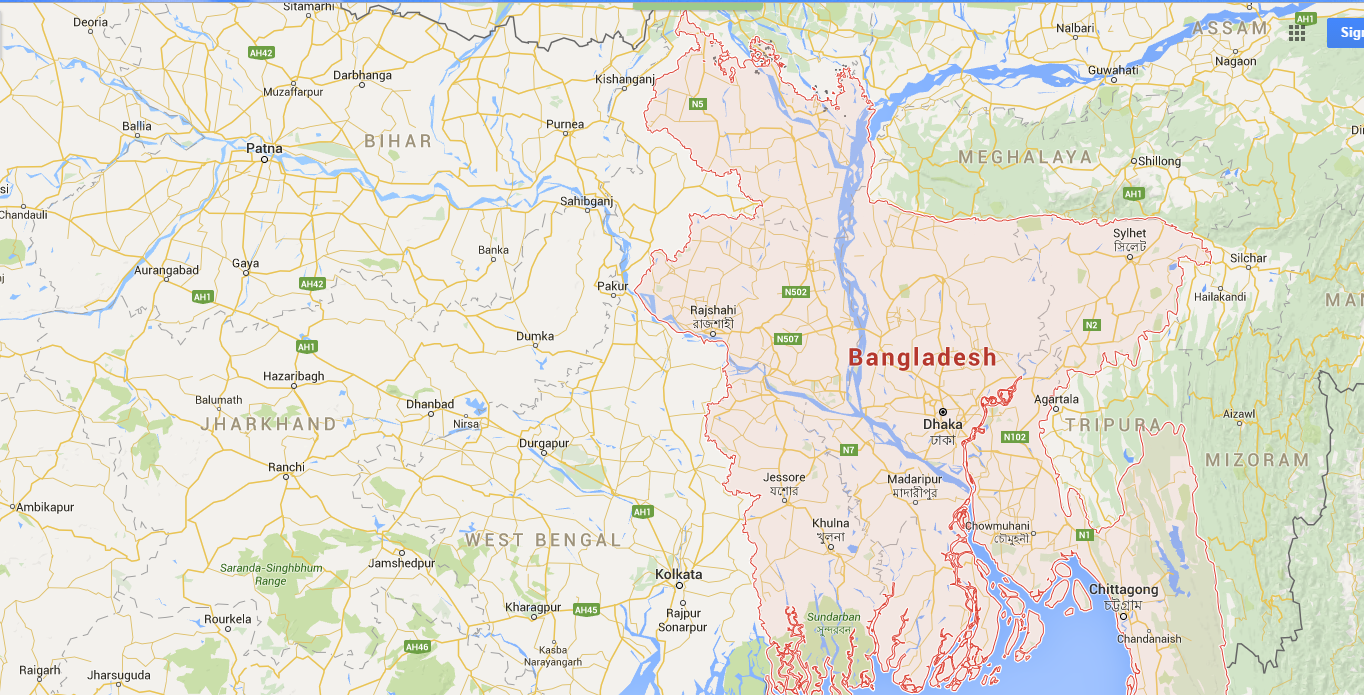 Sitamarhi
Deoria
Nalbari
ASSAM
AH1
Sign
AH42
Nagaon
Darbhanga
Kishanganj
Guwahati
Muzaffarpur
N5
Ballia
Purnea
Patna
BIHAR
MEGHALAYA
Shillong
AH1
Sahibganj
Chandauli
Sylhet
সিলেট
Banka
Silchar
Gaya
Aurangabad
AH42
Pakur
AH1
N502
Hailakandi
Rajshahi
রাজশাহী
N2
Dumka
N507
AH1
Bangladesh
Hazaribagh
Balumath
Dhanbad
Agartala
Aizawl
JHARKHAND
Nirsa
Dhaka
ঢাকা
TRIPURA
Durgapur
N102
N7
MIZORAM
Ranchi
Jessore
যশোর
Madaripur
মাদারীপুর
Ambikapur
AH1
Khulna
খুলনা
Chowmuhani
চৌমুহনী
WEST BENGAL
N1
Jamshedpur
Saranda-Singhbhum
Range
Kolkata
Chittagong
চট্টগ্রাম
Kharagpur
AH45
Rajpur
Sonarpur
Sundarban
সুন্দরবন
Rourkela
Chandanaish
AH46
Kasba
Narayangarh
Raigarh
Jharsuguda